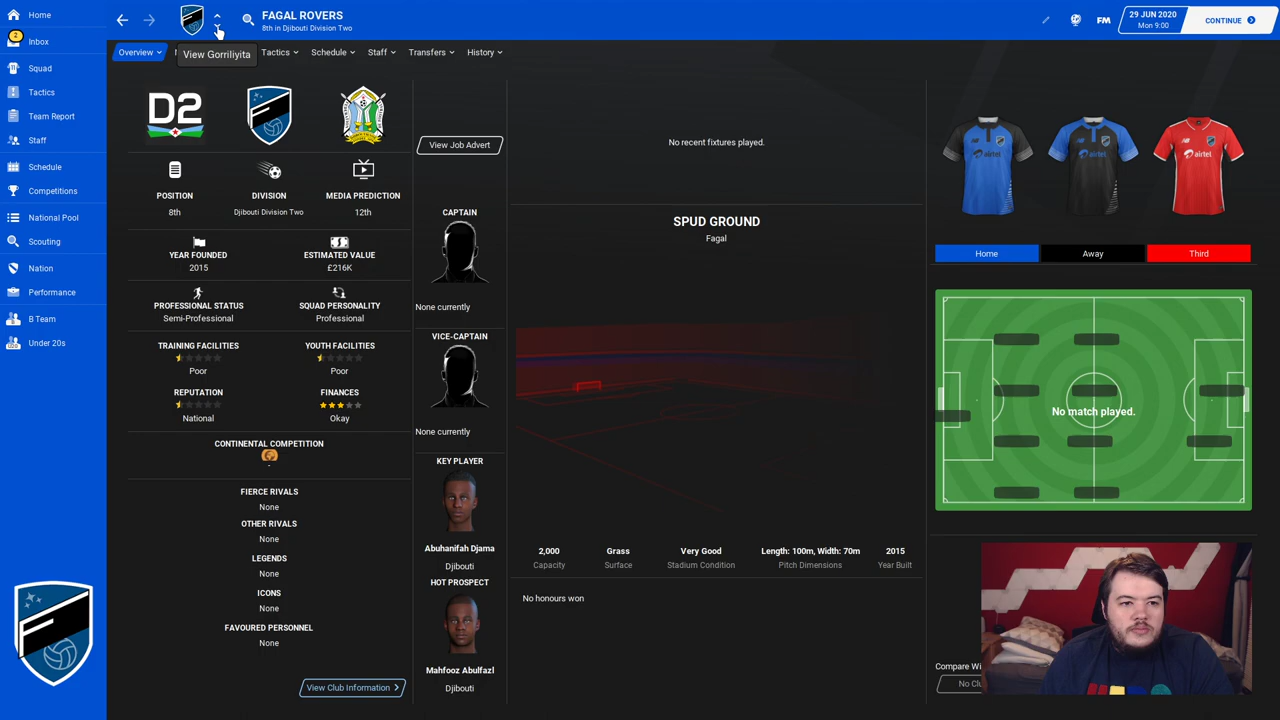 Home
2
Inbox
Squad
Tactics
Team Report
Staff
Schedule
Competitions
National Pool
Scouting
Nation
Performance
B Team
Under 20s
FAGAL ROVERS
8th in Djibouti Division Two
FM
29 JUN 2020
Mon 9:00
CONTINUE
View Gorriliyita
Overview
Tactics
Schedule
Staff
Transfers
History
D2
POSITION
8th
DIVISION
Djibouti Division Two
MEDIA PREDICTION
12th
YEAR FOUNDED
2015
ESTIMATED VALUE
£216K
PROFESSIONAL STATUS
Semi-Professional
SQUAD PERSONALITY
Professional
TRAINING FACILITIES
Poor
YOUTH FACILITIES
Poor
REPUTATION
National
FINANCES
Okay
CONTINENTAL COMPETITION
-
FIERCE RIVALS
None
OTHER RIVALS
None
LEGENDS
None
ICONS
None
FAVOURED PERSONNEL
None
View Club Information
View Job Advert
CAPTAIN
None currently
VICE-CAPTAIN
None currently
KEY PLAYER
Abuhanifah Djama
Djibouti
HOT PROSPECT
Mahfooz Abulfazl
Djibouti
No recent fixtures played.
SPUD GROUND
Fagal
2,000
Capacity
Grass
Surface
Very Good
Stadium Condition
Length: 100m, Width: 70m
Pitch Dimensions
2015
Year Built
No honours won
airtel
airtel
airtel
Home
Away
Third
No match played.
Compare Wi
No Clu